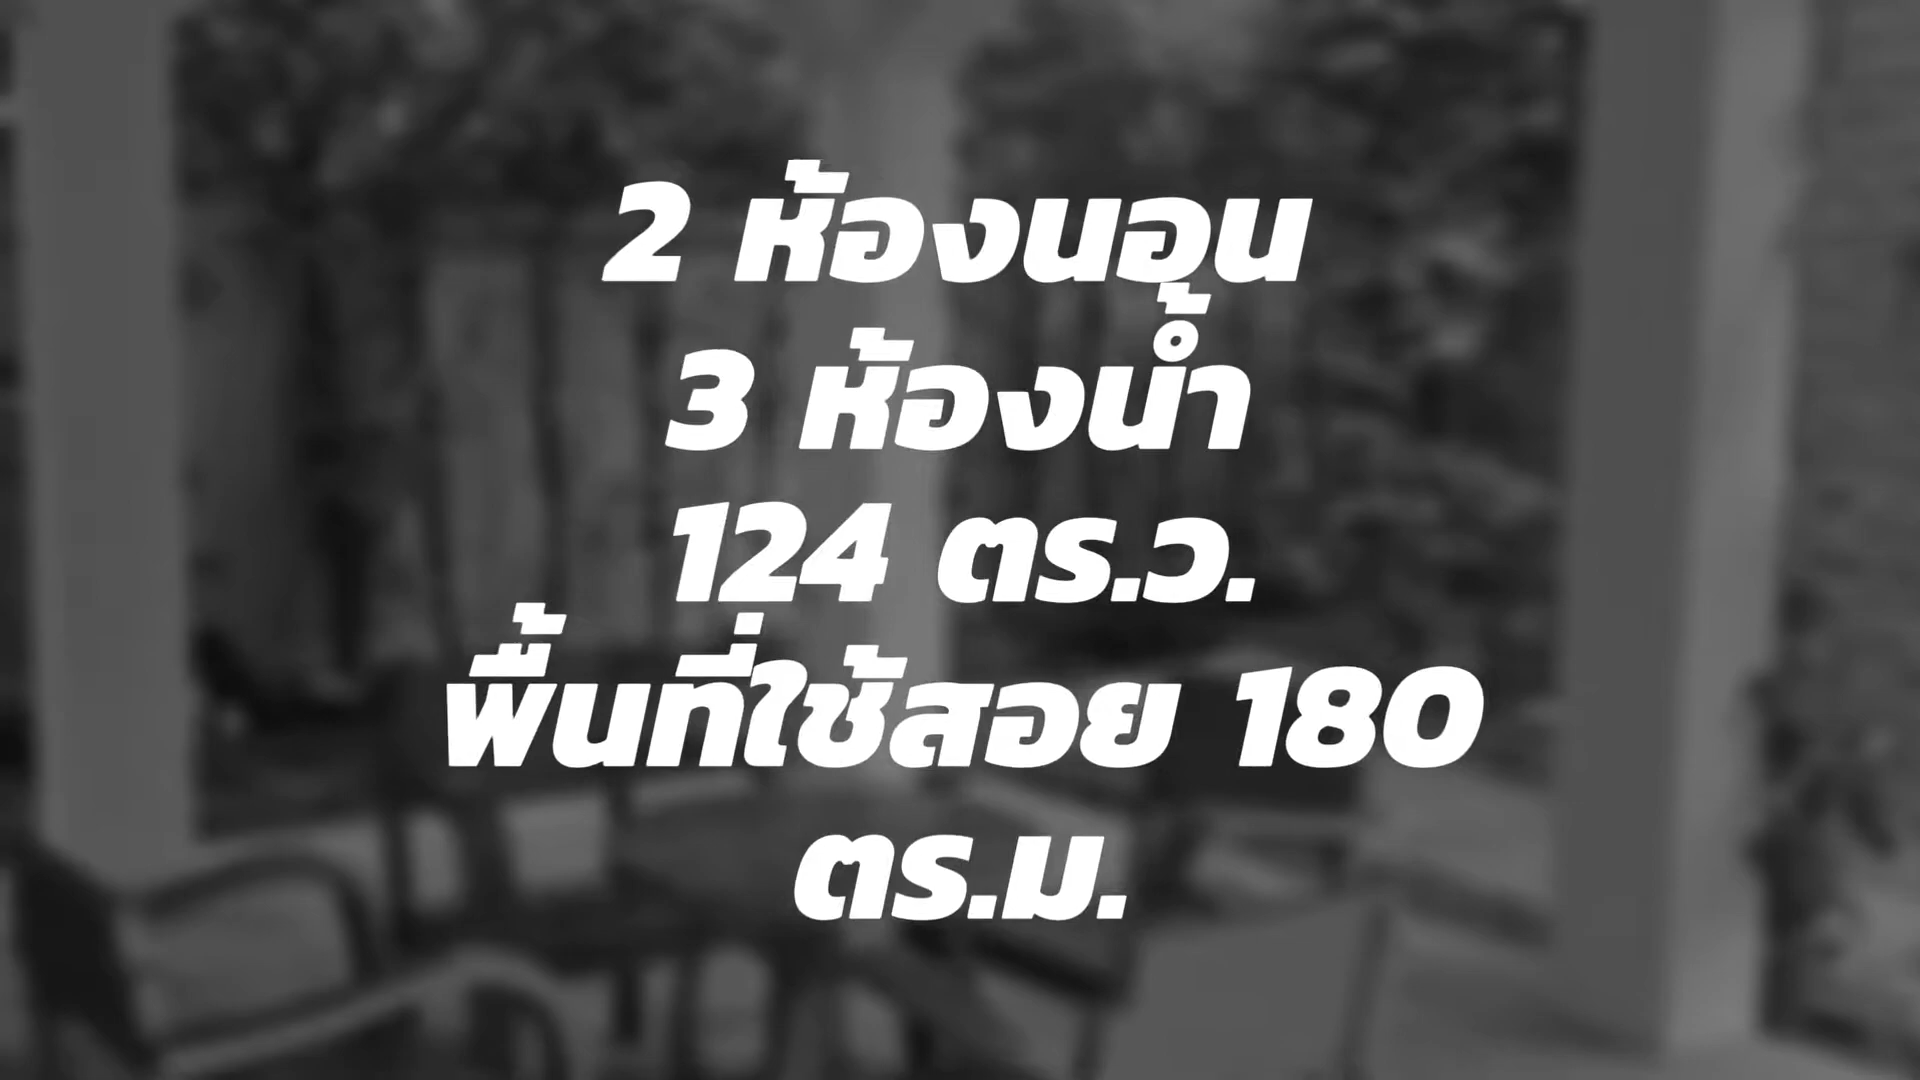 2 ห้องนอน
3 ห้องน้ำ
124 ตร.ว.
พื้นที่ใช้สอย 180
ตร.ม.